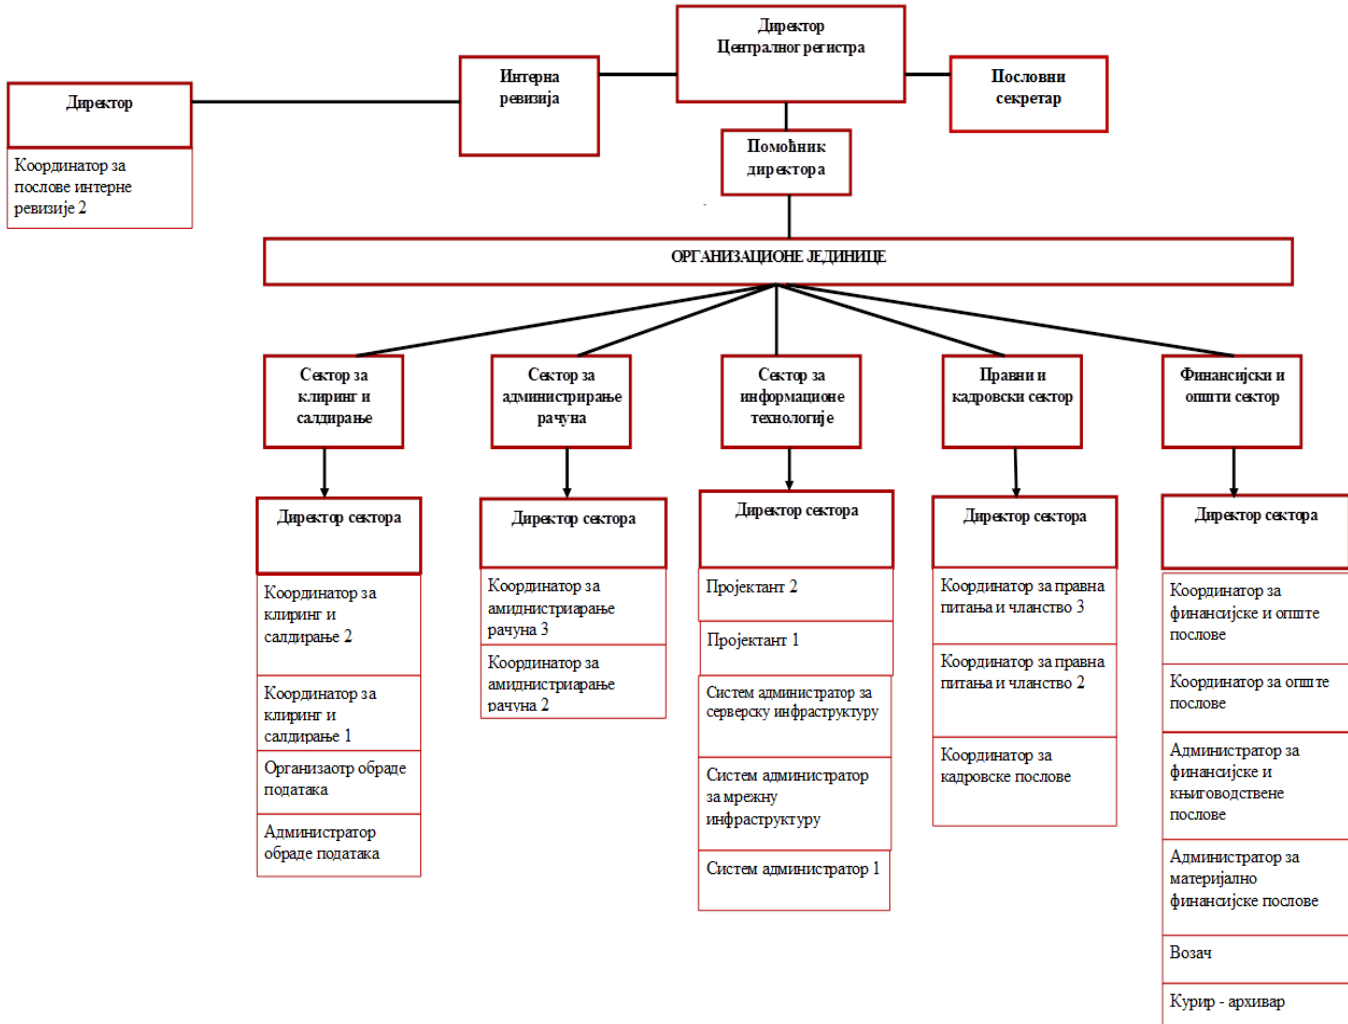 Директор
Централног регистра
Интерна
ревизија
Пословни
секретар
Директор
Координатор за
послове интерне
ревизије 2
Помоћник
директора
ОРГАНИЗАЦИОНЕ ЈЕДИНИЦЕ
Сектор за
клиринг и
салдирање
Сектор за
администрирање
рачуна
Сектор за
информационе
технологије
Правни и
кадровски сектор
Финансијски и
општи сектор
Директор сектора
Координатор за
клиринг и
салдирање 2
Координатор за
клиринг и
салдирање 1
Организаотр обраде
података
Администратор
обраде података
Директор сектора
Координатор за
амиднистриарање
рачуна 3
Координатор за
амиднистриарање
рачуна 2
Директор сектора
Пројектант 2
Пројектант 1
Систем администратор за
серверску инфраструктуру
Систем администратор
за мрежну
инфраструктуру
Систем администратор 1
Директор сектора
Координатор за правна
питања и чланство 3
Координатор за правна
питања и чланство 2
Координатор за
кадровске послове
Директор сектора
Координатор за
финансијске и опште
послове
Координатор за опште
послове
Администратор за
финансијске и
књиговодствене
послове
Администратор за
материјално
финансијске послове
Возач
Курир - архивар